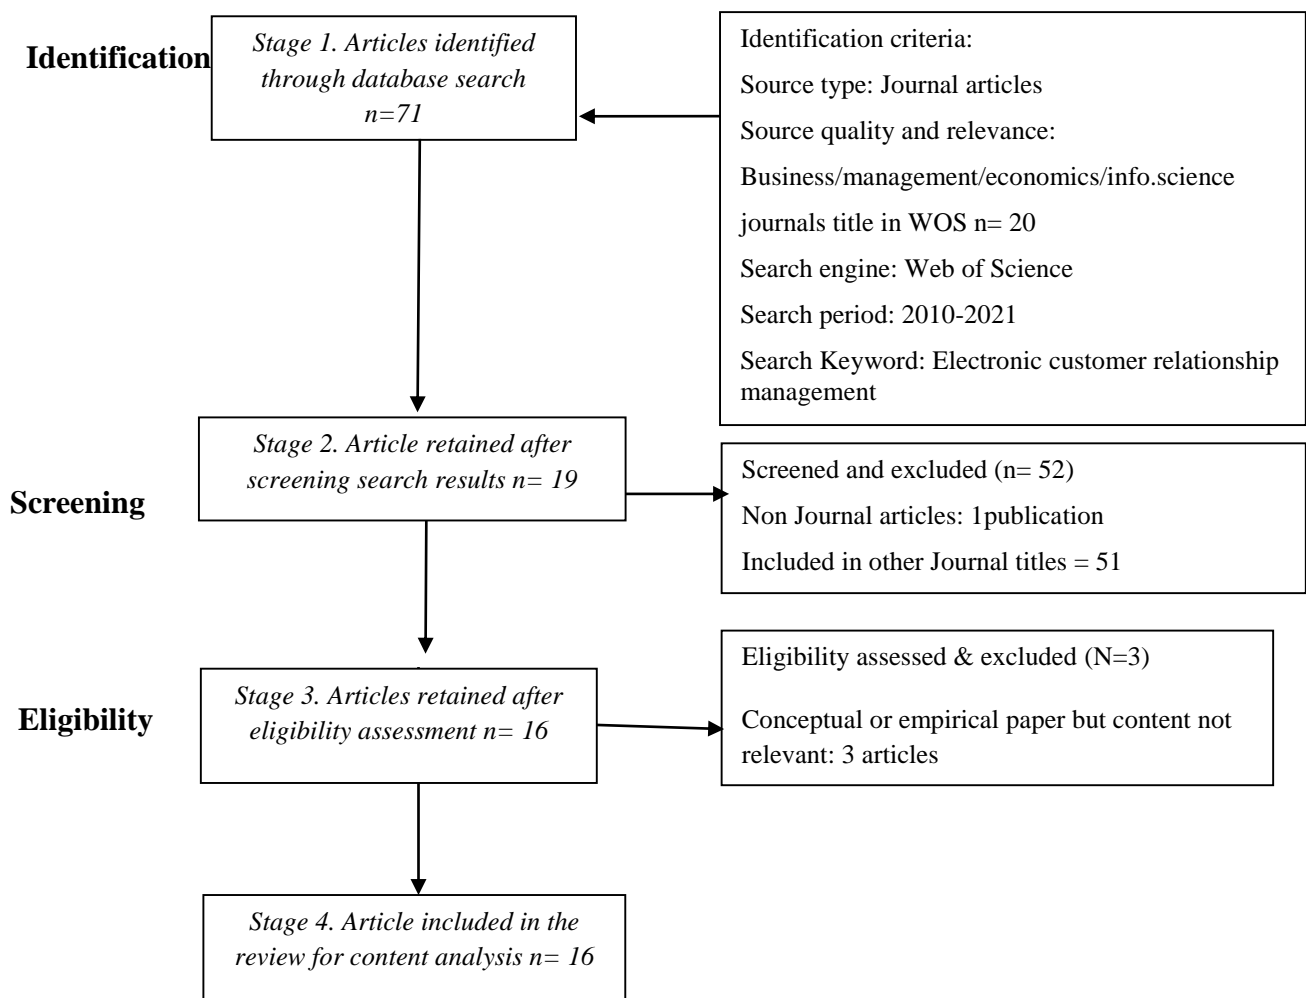 Identification
Stage 1. Articles identified
through database search
n=71
Identification criteria:
Source type: Journal articles
Source quality and relevance:
Business/management/economics/info.science
journals title in WOS n= 20
Search engine: Web of Science
Search period: 2010-2021
Search Keyword: Electronic customer relationship
management
Screening
Stage 2. Article retained after
screening search results n= 19
Screened and excluded (n= 52)
Non Journal articles: 1publication
Included in other Journal titles = 51
Eligibility
Stage 3. Articles retained after
eligibility assessment n= 16
Eligibility assessed & excluded (N=3)
Conceptual or empirical paper but content not
relevant: 3 articles
Stage 4. Article included in the
review for content analysis n= 16